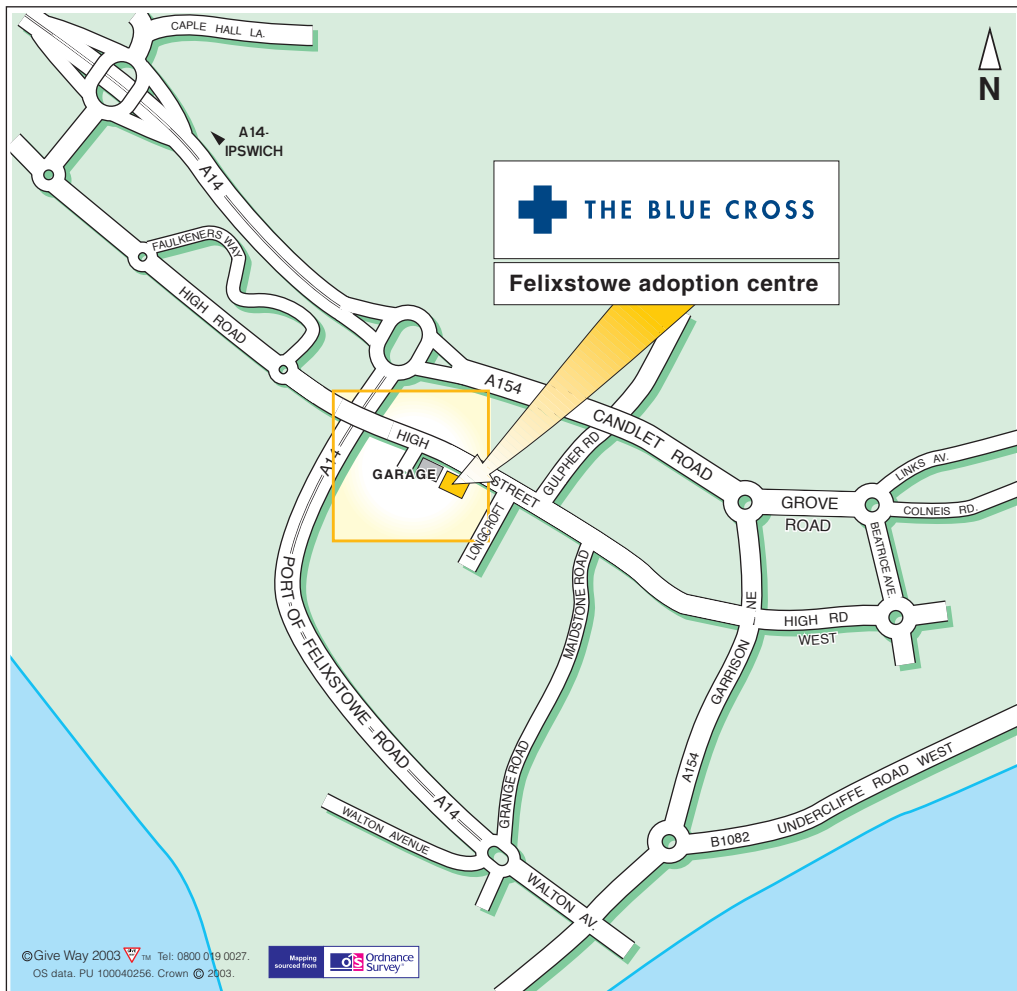 CAPLE HALL LA.
N
A14-
IPSWICH
A14
THE BLUE CROSS
Felixstowe adoption centre
FAULKENERS WAY
HIGH ROAD
A154
CANDLET ROAD
HIGH
STREET
GULPHER RD
GARAGE
A14
LONGCROFT
LINKS AV.
GROVE
ROAD
COLNEIS RD.
BEATRICE AVE.
PORT OF FELIXSTOWE ROAD
A14
MAIDSTONE ROAD
GARRISON NE
HIGH RD
WEST
A154
GRANGE ROAD
WALTON AVENUE
B1082 UNDERCLIFFE ROAD WEST
WALTON AV.
©Give Way 2003 TM Tel: 0800 019 0027.
OS data. PU 100040256. Crown © 2003.
Mapping
sourced from
OS Ordnance
Survey®